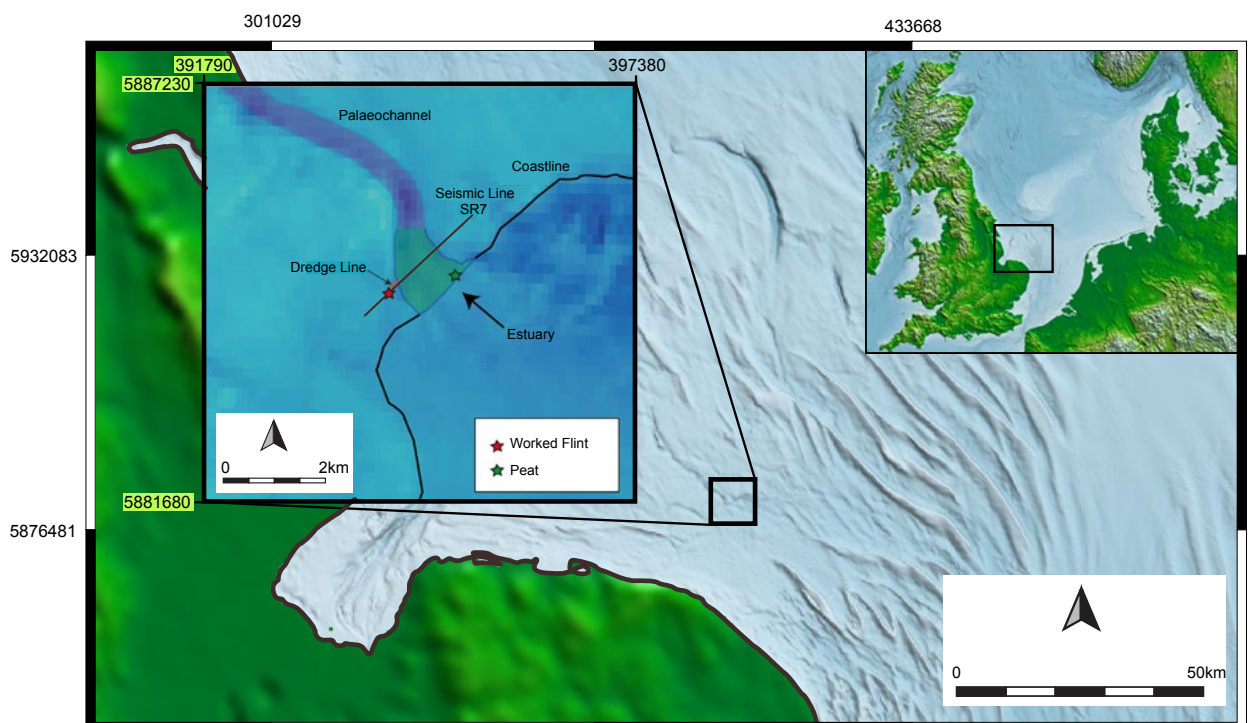 301029
433668
391790
397380
5887230
Palaeochannel
Coastline
Seismic Line
SR7
5932083
Dredge Line
Estuary
Worked Flint
Peat
0
2km
5881680
5876481
0
50km